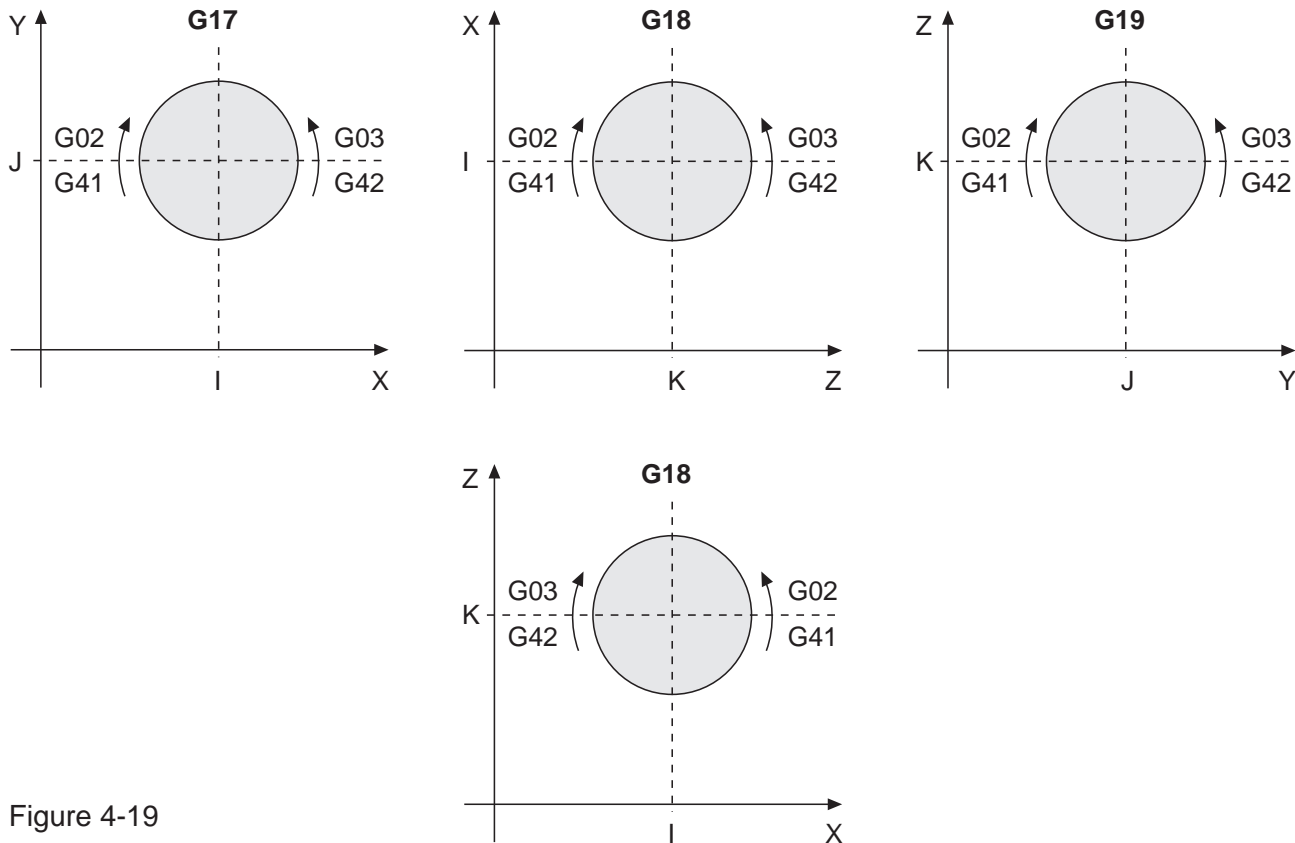 Y G17
G02 G03
J
G41 G42
I X
X G18
G02 G03
I
G41 G42
K Z
Z G19
G02 G03
K
G41 G42
J Y
Z G18
G03 G02
K
G42 G41
I X
Figure 4-19